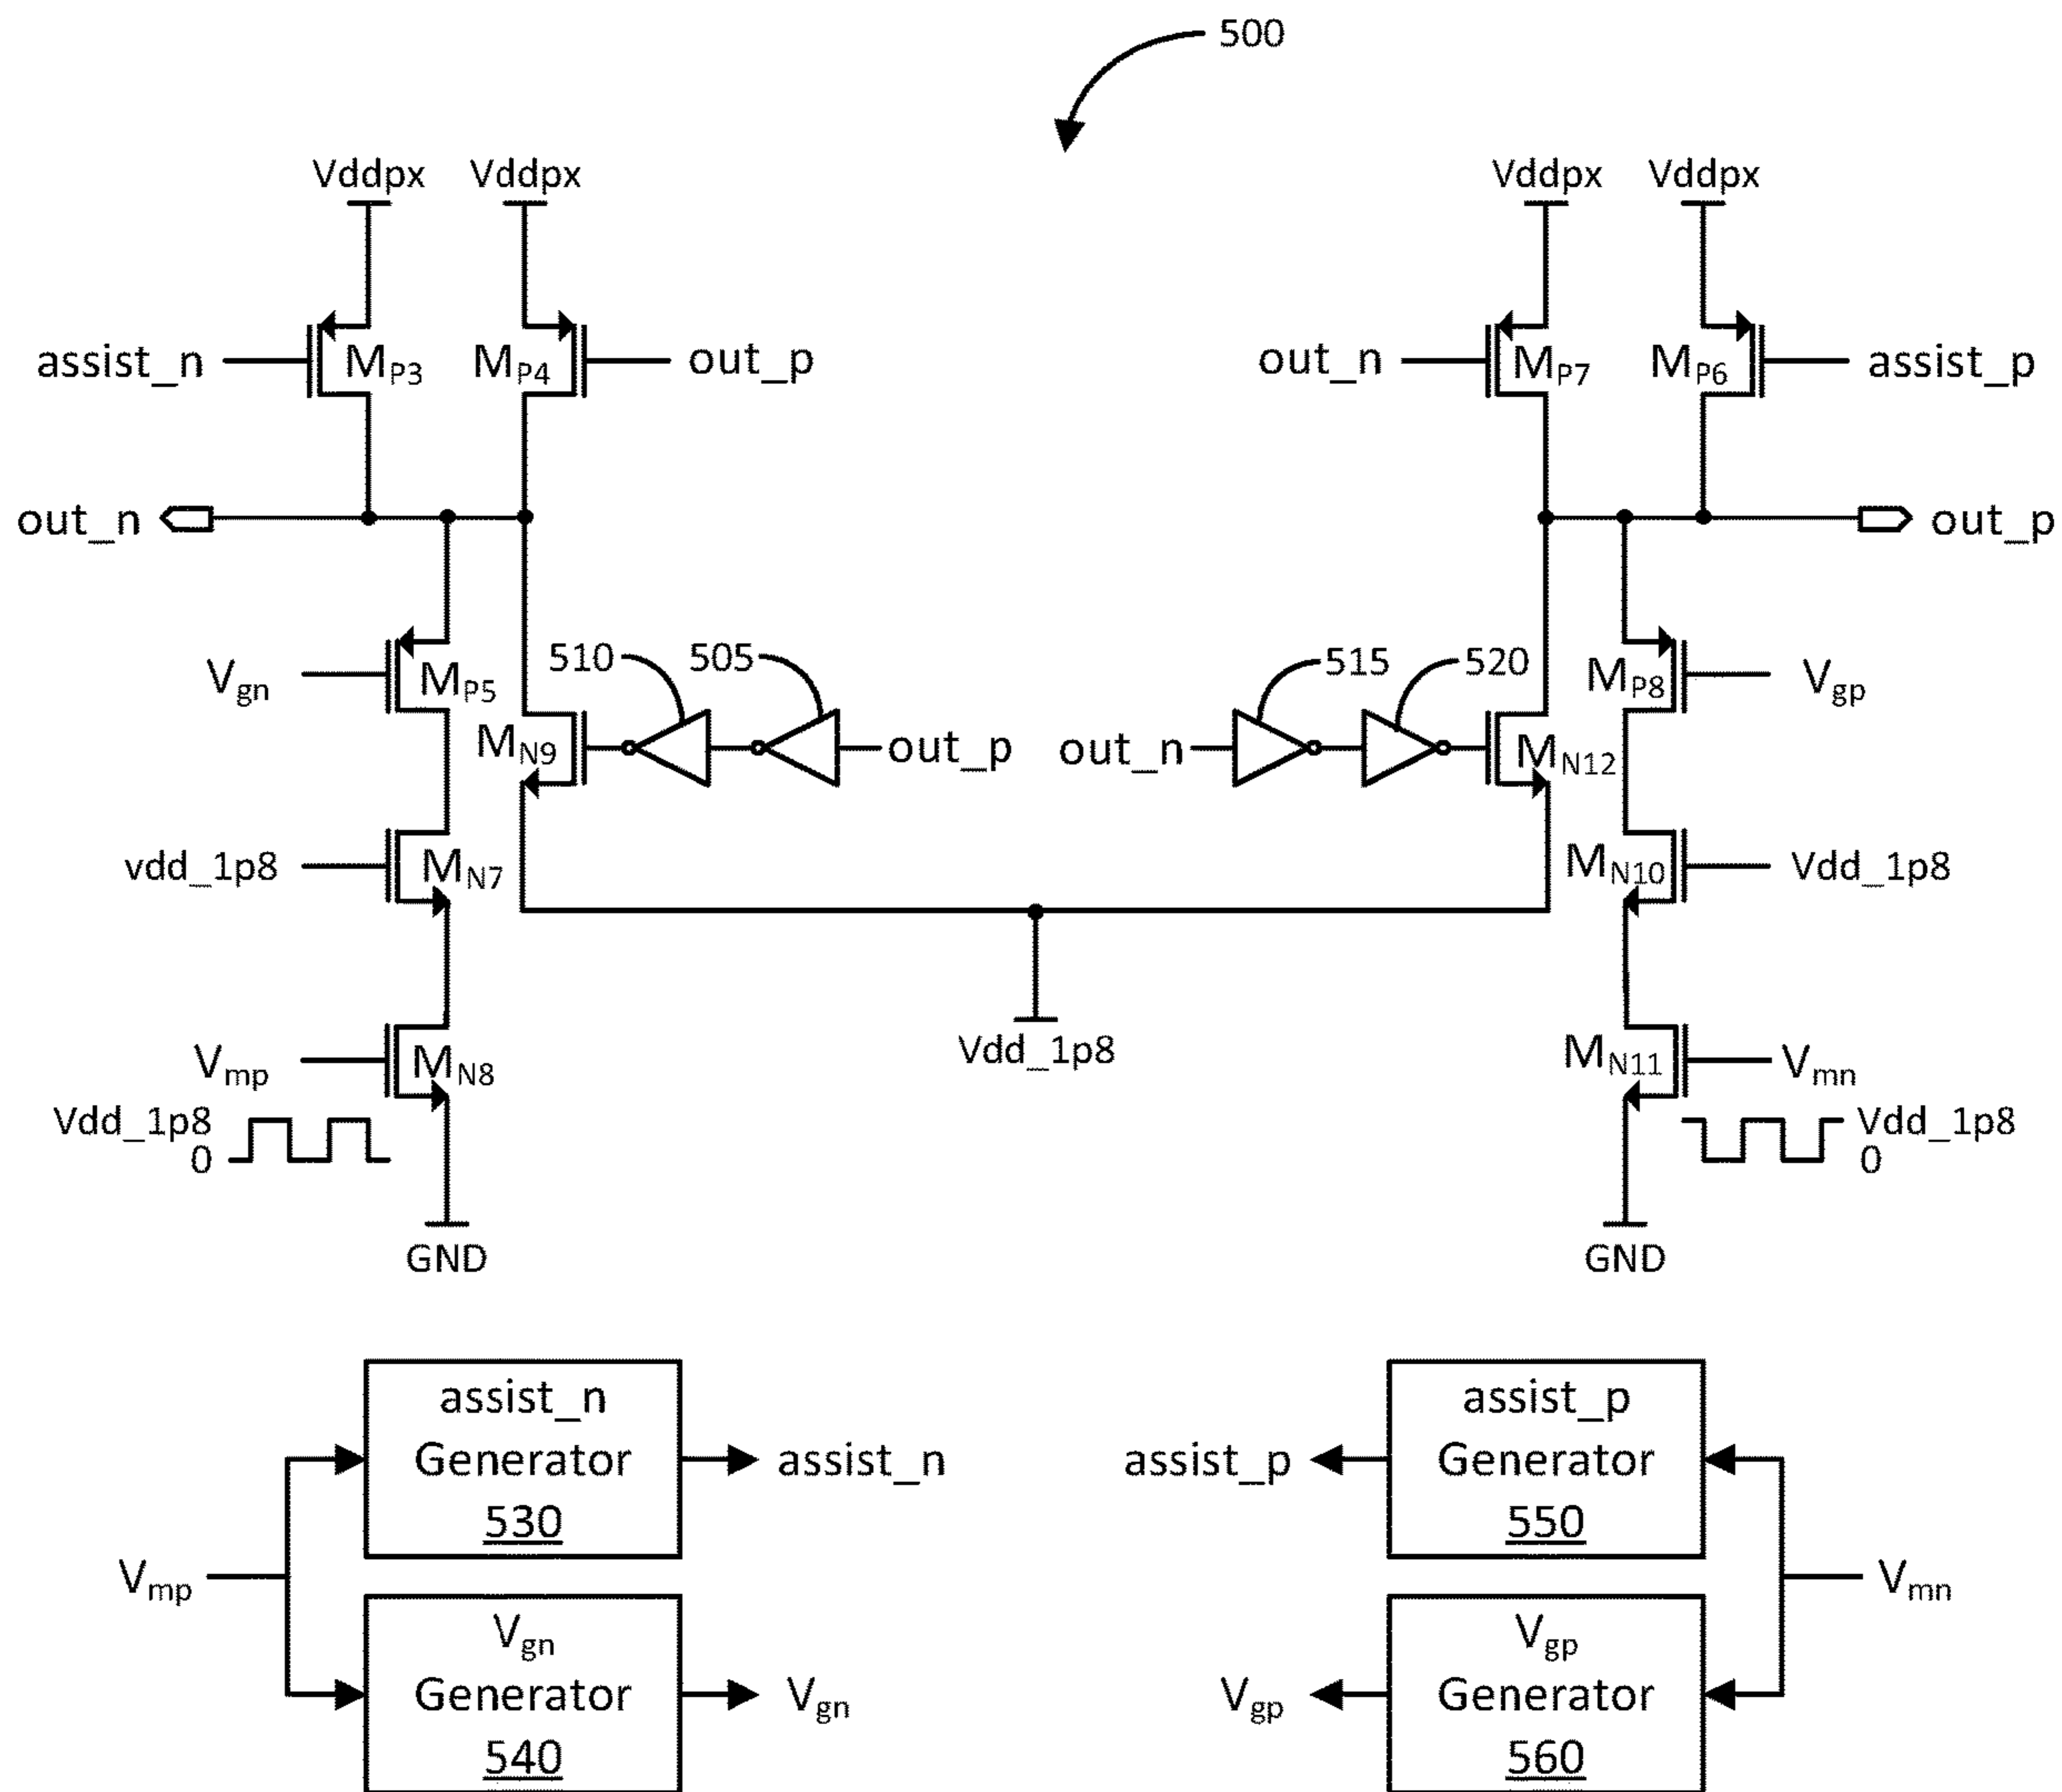 500
Vddpx Vddpx Vddpx Vddpx
assist_n MP3 MP4 out_p out_n MP7 MP6 assist_p
out_n out_p
Vgn MP5 510 505 515 520 MP8 Vgp
MN9 out_p out_n MN12
vdd_1p8 MN7 MN10 Vdd_1p8
Vdd_1p8
Vmp MN8 MN11 Vmn
Vdd_1p8 Vdd_1p8
0 0
GND GND
assist_n assist_p
Generator assist_n assist_p Generator
530 550
Vmp Vmn
Vgn Vgp
Generator Vgn Vgp Generator
540 560